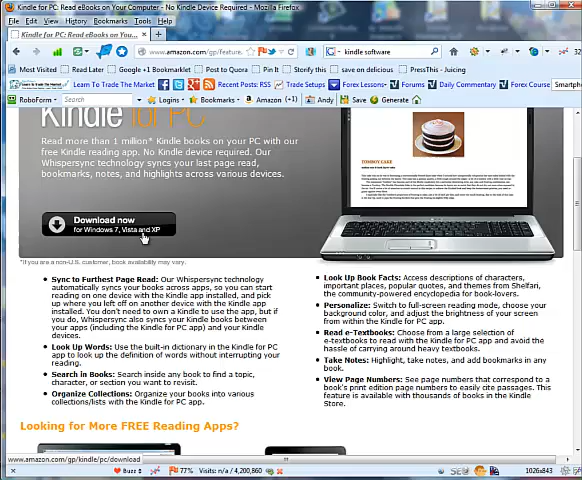 Kindle for PC: Read eBooks on Your Computer - No Kindle Device Required - Mozilla Firefox
File Edit View History Bookmarks Tools Help
Kindle for PC: Read eBooks on You...
www.amazon.com/gp/feature.
kindle software
Most Visited Read Later Google +1 Bookmarklet Post to Quora Pin It Storify this save on delicious PressThis - Juicing
Learn To Trade The Market Recent Posts: RSS Trade Setups Forex Lessons Forum Daily Commentary Forex Course Smartpho
RoboForm Search Logins Bookmarks Amazon (+1) Andy Save Generate
Kindle for PC
Read more than 1 million* Kindle books on your PC with our
free Kindle reading app. No Kindle device required. Our
Whispersync technology syncs your last page read,
bookmarks, notes, and highlights across various devices.
TOMBOY CAKE
Download now
for Windows 7, Vista and XP
*If you are a non-U.S. customer, book availability may vary.
• Sync to Furthest Page Read: Our Whispersync technology
automatically syncs your books across apps, so you can start
reading on one device with the Kindle app installed, and pick
up where you left off on another device with the Kindle app
installed. You don't need to own a Kindle to use the app, but if
you do, Whispersync also syncs your Kindle books between
your apps (including the Kindle for PC app) and your Kindle
devices.
• Look Up Words: Use the built-in dictionary in the Kindle for
PC app to look up the definition of words without interrupting your
reading.
• Search in Books: Search inside any book to find a topic,
character, or section you want to revisit.
• Organize Collections: Organize your books into various
collections/lists with the Kindle for PC app.
• Look Up Book Facts: Access descriptions of characters,
important places, popular quotes, and themes from Shelfari,
the community-powered encyclopedia for book-lovers.
• Personalize: Switch to full-screen reading mode, choose your
background color, and adjust the brightness of your screen
from within the Kindle for PC app.
• Read e-Textbooks: Choose from a large selection of
e-textbooks to read with the Kindle for PC app and avoid the
hassle of carrying around heavy textbooks.
• Take Notes: Highlight, take notes, and add bookmarks in any
book.
• View Page Numbers: See page numbers that correspond to a
book's print edition page numbers to easily cite passages. This
feature is available with thousands of books in the Kindle
Store.
Looking for More FREE Reading Apps?
www.amazon.com/gp/kindle/pc/download
Buzz 77% Visits: n/a / 4,200,860 1026x843